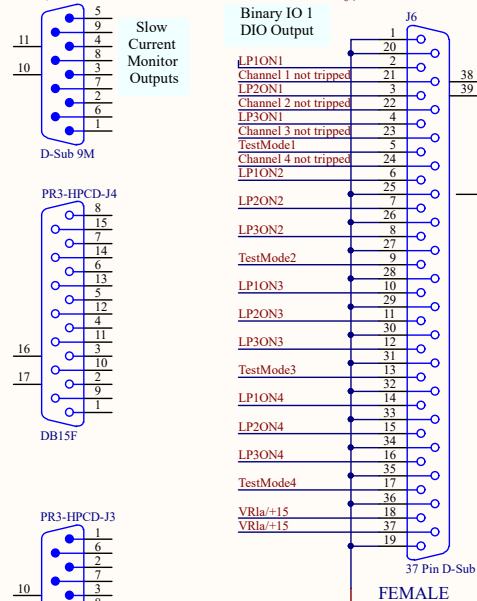 5
9
4
8
3
7
2
6
1
11
10
Slow
Current
Monitor
Outputs
D-Sub 9M
PR3-HPCD-J4
8
15
7
14
6
13
5
12
4
11
3
10
2
9
1
16
17
DB15F
PR3-HPCD-J3
1
6
2
7
3
10
Binary IO 1
DIO Output
J6
1
20
LP1ON1 2
Channel 1 not tripped 21
LP2ON1 3
Channel 2 not tripped 22
LP3ON1 4
Channel 3 not tripped 23
TestMode1 5
Channel 4 not tripped 24
LP1ON2 6
25
LP2ON2 7
26
LP3ON2 8
27
TestMode2 9
28
LP1ON3 10
29
LP2ON3 11
30
LP3ON3 12
31
TestMode3 13
32
LP1ON4 14
33
LP2ON4 15
34
LP3ON4 16
35
TestMode4 17
36
VRla/+15 18
VRla/+15 37
19
38
39
37 Pin D-Sub
FEMALE